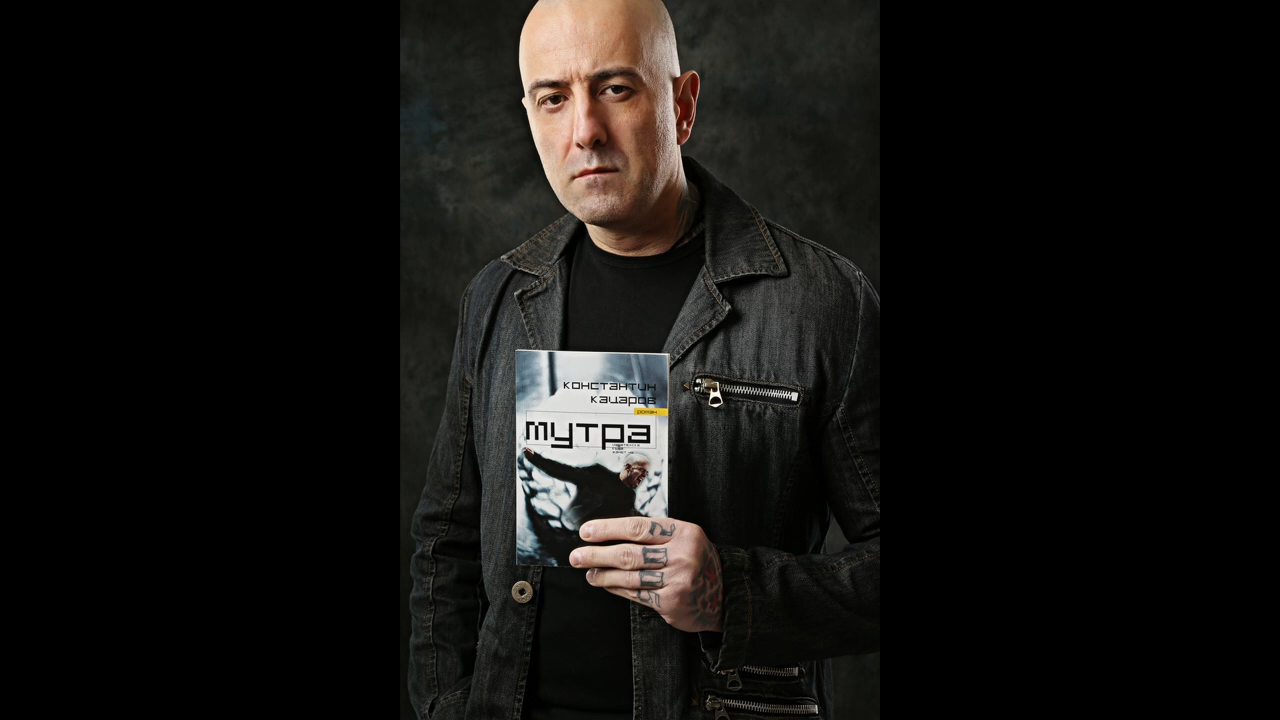 константин
кацаров
роман
мутра